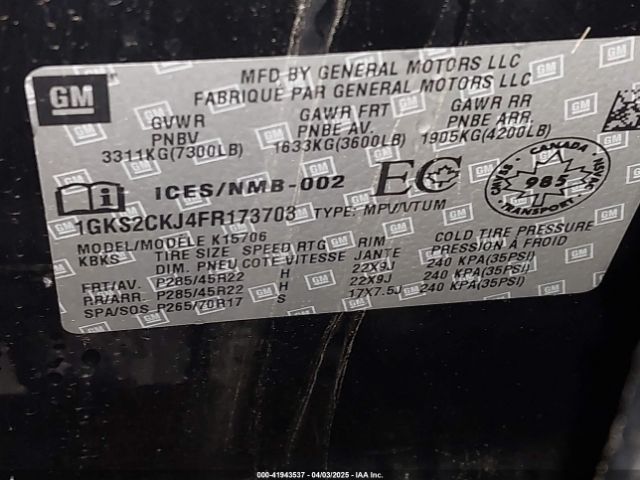 MFD BY GENERAL MOTORS LLC
FABRIQUÉ PAR GENERAL MOTORS LLC
GM
GVWR GAWR FRT GAWR RR
PNBV PNBE AV. PNBE ARR.
3311KG(7300LB) 1633KG(3600LB) 1905KG(4200LB)
ICES/NMB-002 EC
CANADA
985
TRANSPORT
1GKS2CKJ4FR173703 TYPE: MPV/VTUM
MODEL/MODELE K15706
KBKS
TIRE SIZE SPEED RTG RIM COLD TIRE PRESSURE
DIM. PNEU COTE VITESSE JANTE PRESSION À FROID
FRT/AV. P285/45R22 H 22X9J 240 KPA(35PSI)
RR/ARR. P285/45R22 H 22X9J 240 KPA(35PSI)
SPA/SOS P265/70R17 S 17X7.5J 240 KPA(35PSI)
000-41943537 - 04/03/2025 - IAAI.COM